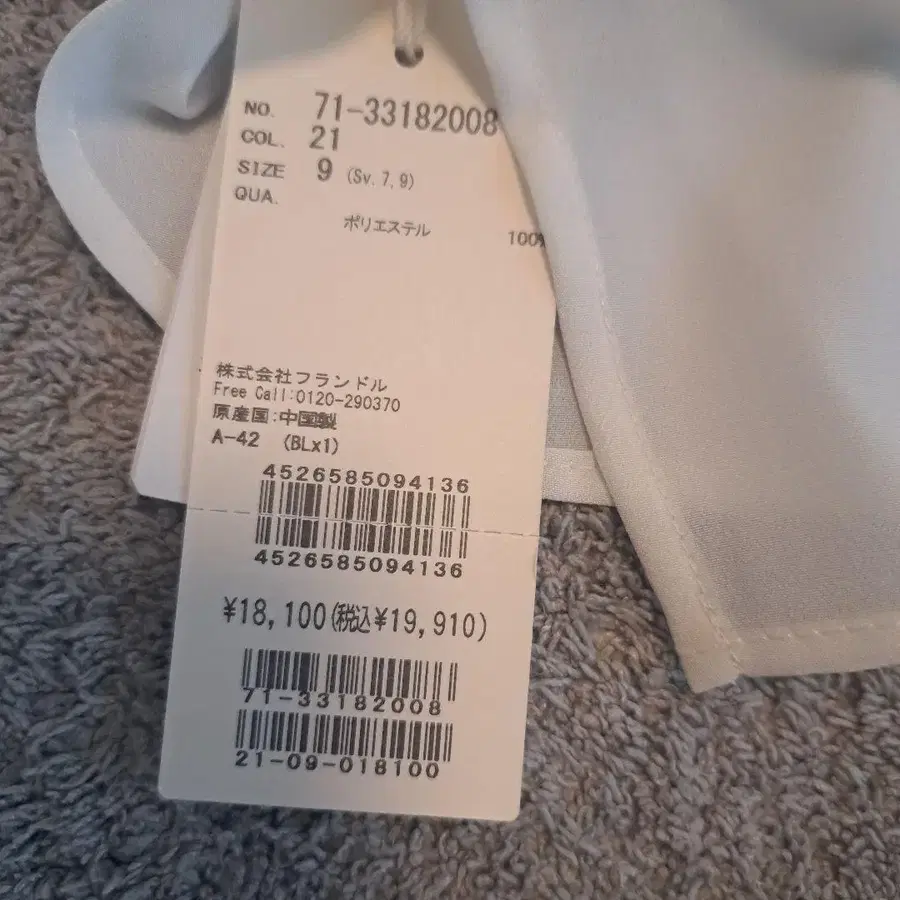 NO. 71-33182008
COL. 21
SIZE 9 (Sv.7,9)
QUA.
ポリエステル 100%
株式会社フランドル
Free Call:0120-290370
原産国:中国製
A-42 (BLx1)
4526585094136
4526585094136
¥18,100(税込¥19,910)
71-33182008
21-09-018100